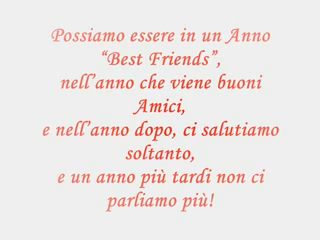 Possiamo essere in un Anno
“Best Friends”,
nell’anno che viene buoni
Amici,
e nell’anno dopo, ci salutiamo
soltanto,
e un anno più tardi non ci
parliamo più!